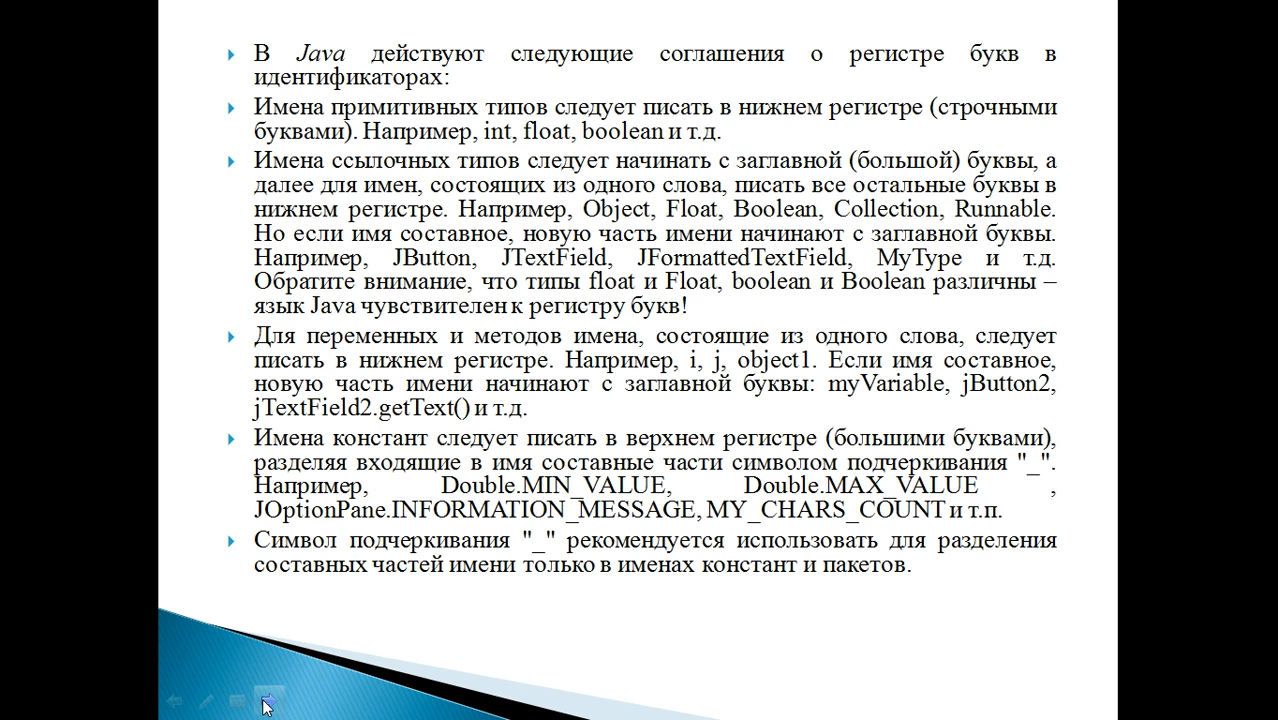 В Java действуют следующие соглашения о регистре букв в
идентификаторах:
Имена примитивных типов следует писать в нижнем регистре (строчными
буквами). Например, int, float, boolean и т.д.
Имена ссылочных типов следует начинать с заглавной (большой) буквы, а
далее для имен, состоящих из одного слова, писать все остальные буквы в
нижнем регистре. Например, Object, Float, Boolean, Collection, Runnable.
Но если имя составное, новую часть имени начинают с заглавной буквы.
Например, JButton, JTextField, JFormattedTextField, MyType и т.д.
Обратите внимание, что типы float и Float, boolean и Boolean различны –
язык Java чувствителен к регистру букв!
Для переменных и методов имена, состоящие из одного слова, следует
писать в нижнем регистре. Например, i, j, object1. Если имя составное,
новую часть имени начинают с заглавной буквы: myVariable, jButton2,
jTextField2.getText() и т.д.
Имена констант следует писать в верхнем регистре (большими буквами),
разделяя входящие в имя составные части символом подчеркивания "_".
Например, Double.MIN_VALUE, Double.MAX_VALUE ,
JOptionPane.INFORMATION_MESSAGE, MY_CHARS_COUNT и т.п.
Символ подчеркивания "_" рекомендуется использовать для разделения
составных частей имени только в именах констант и пакетов.